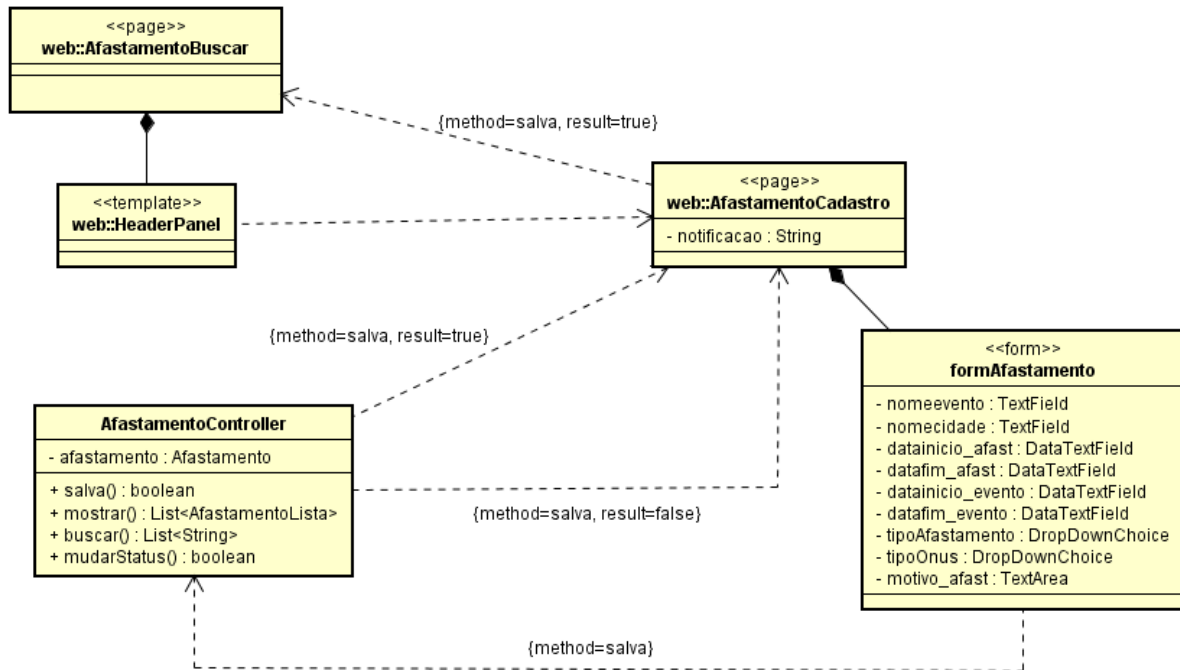 <<page>>
web::AfastamentoBuscar
{method=salva, result=true}
<<page>>
web::AfastamentoCadastro
- notificacao : String
<<template>>
web::HeaderPanel
{method=salva, result=true}
<<form>>
formAfastamento
- nomeevento : TextField
- nomecidade : TextField
- datainicio_afast : DataTextField
- datafim_afast : DataTextField
- datainicio_evento : DataTextField
- datafim_evento : DataTextField
- tipoAfastamento : DropDownChoice
- tipoOnus : DropDownChoice
- motivo_afast : TextArea
AfastamentoController
- afastamento : Afastamento
+ salva() : boolean
+ mostrar() : List<AfastamentoLista>
+ buscar() : List<String>
+ mudarStatus() : boolean
{method=salva, result=false}
{method=salva}